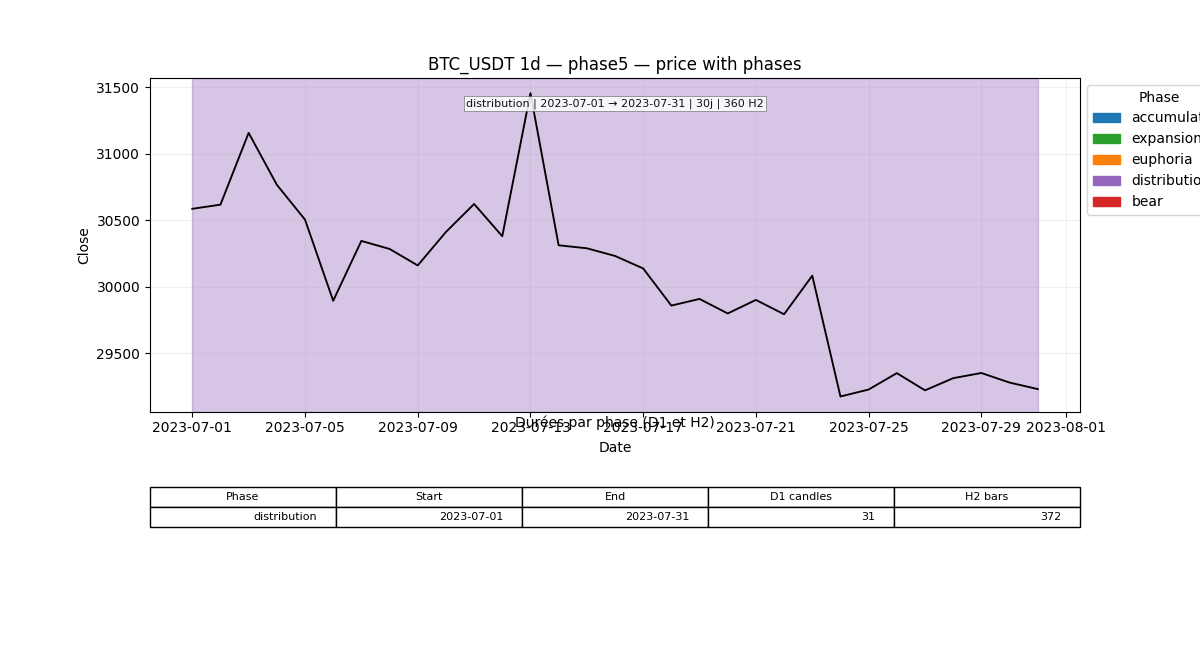 BTC_USDT 1d — phase5 — price with phases
31500
31000
30500
30000
29500
Close
distribution | 2023-07-01 → 2023-07-31 | 30j | 360 H2
Phase
accumulat
expansion
euphoria
distributio
bear
2023-07-01 2023-07-05 2023-07-09 2023-07-13 2023-07-17 2023-07-21 2023-07-25 2023-07-29 2023-08-01
Durées par phase (D1 et H2)
Date
Phase Start End D1 candles H2 bars
distribution 2023-07-01 2023-07-31 31 372